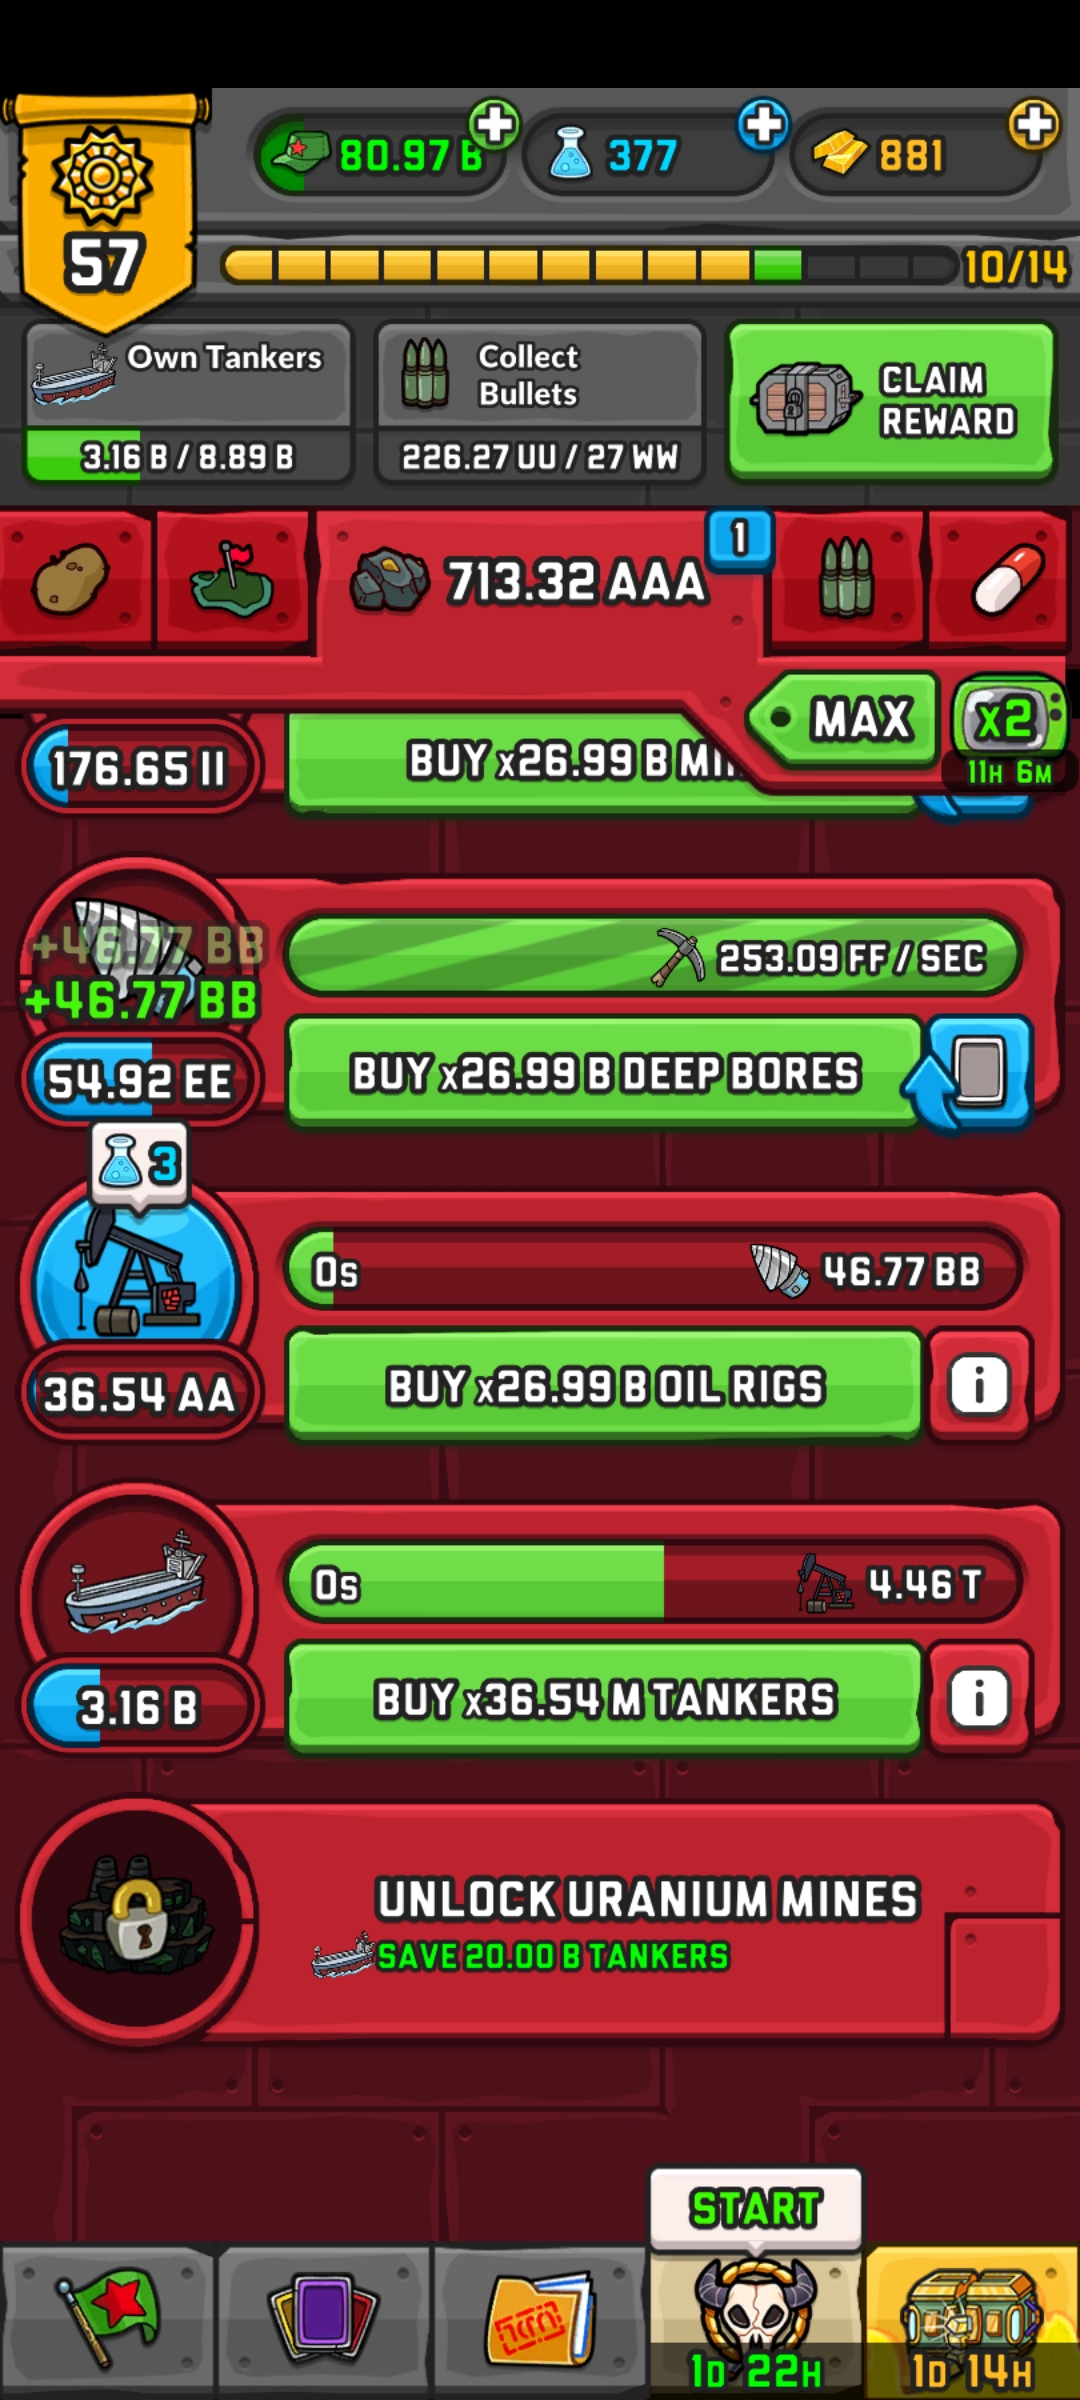 80.97 B
377
881
57
10/14
Own Tankers
3.16 B / 8.89 B
Collect
Bullets
226.27 UU / 27 WW
CLAIM
REWARD
713.32 AAA
1
MAX
x2
11H 6M
176.65 II
BUY x26.99 B
+46.77 BB
+46.77 BB
253.09 FF / SEC
54.92 EE
BUY x26.99 B DEEP BORES
3
0s
46.77 BB
36.54 AA
BUY x26.99 B OIL RIGS
0s
4.46 T
3.16 B
BUY x36.54 M TANKERS
UNLOCK URANIUM MINES
SAVE 20.00 B TANKERS
START
1D 22H
1D 14H